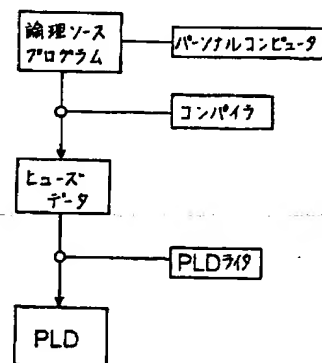 論理ソース
プログラム
パーソナルコンピュータ
コンパイラ
ヒューズ
データ
PLDライタ
PLD